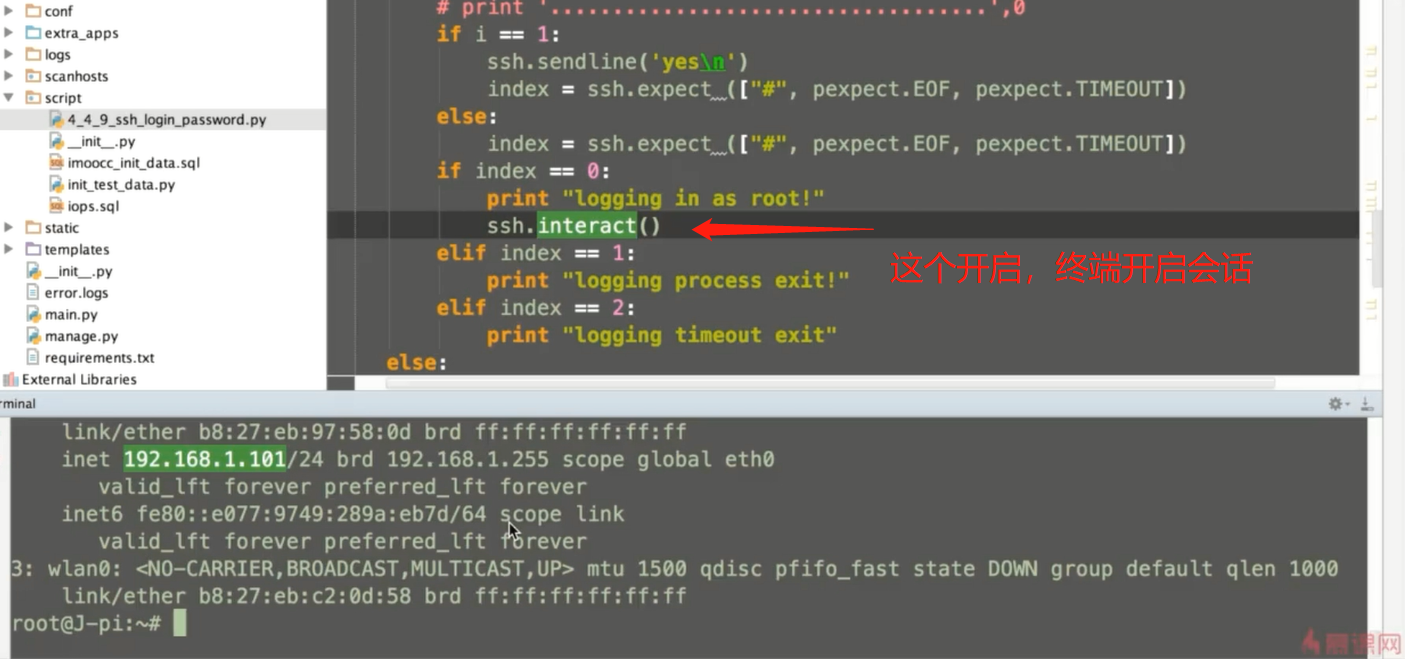 conf
extra_apps
logs
scanhosts
script
4_4_9_ssh_login_password.py
__init__.py
imoocc_init_data.sql
init_test_data.py
iops.sql
static
templates
__init__.py
error.logs
main.py
manage.py
requirements.txt
External Libraries
# print '...................................',0
if i == 1:
ssh.sendline('yes\n')
index = ssh.expect (["#", pexpect.EOF, pexpect.TIMEOUT])
else:
index = ssh.expect (["#", pexpect.EOF, pexpect.TIMEOUT])
if index == 0:
print "logging in as root!"
ssh.interact()
elif index == 1:
print "logging process exit!"
elif index == 2:
print "logging timeout exit"
else:
这个开启，终端开启会话
rminal
link/ether b8:27:eb:97:58:0d brd ff:ff:ff:ff:ff:ff
inet 192.168.1.101/24 brd 192.168.1.255 scope global eth0
valid_lft forever preferred_lft forever
inet6 fe80::e077:9749:289a:eb7d/64 scope link
valid_lft forever preferred_lft forever
3: wlan0: <NO-CARRIER,BROADCAST,MULTICAST,UP> mtu 1500 qdisc pfifo_fast state DOWN group default qlen 1000
link/ether b8:27:eb:c2:0d:58 brd ff:ff:ff:ff:ff:ff
root@J-pi:~#
慕课网